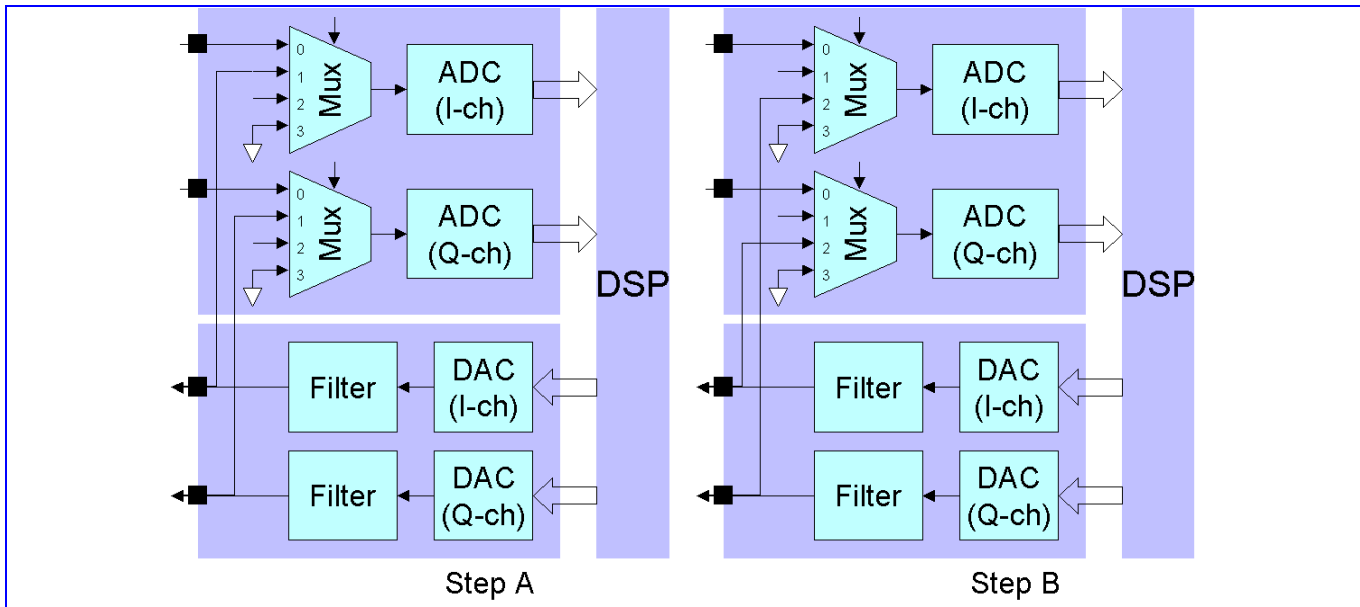 0
1
2
3
Mux
ADC
(I-ch)
0
1
2
3
Mux
ADC
(Q-ch)
DSP
Filter
DAC
(I-ch)
Filter
DAC
(Q-ch)
Step A
0
1
2
3
Mux
ADC
(I-ch)
0
1
2
3
Mux
ADC
(Q-ch)
DSP
Filter
DAC
(I-ch)
Filter
DAC
(Q-ch)
Step B